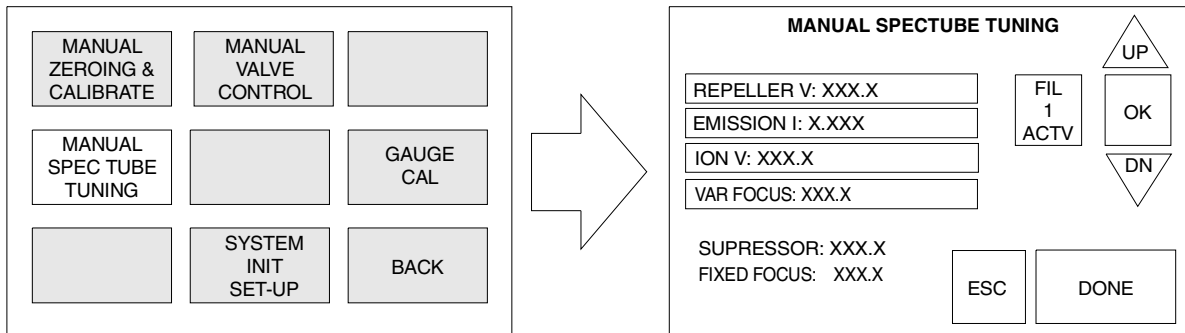 MANUAL
ZEROING &
CALIBRATE
MANUAL
VALVE
CONTROL
MANUAL
SPEC TUBE
TUNING
GAUGE
CAL
SYSTEM
INIT
SET-UP
BACK
MANUAL SPECTUBE TUNING
REPELLER V: XXX.X
EMISSION I: X.XXX
ION V: XXX.X
VAR FOCUS: XXX.X
SUPRESSOR: XXX.X
FIXED FOCUS: XXX.X
FIL
1
ACTV
UP
OK
DN
ESC
DONE